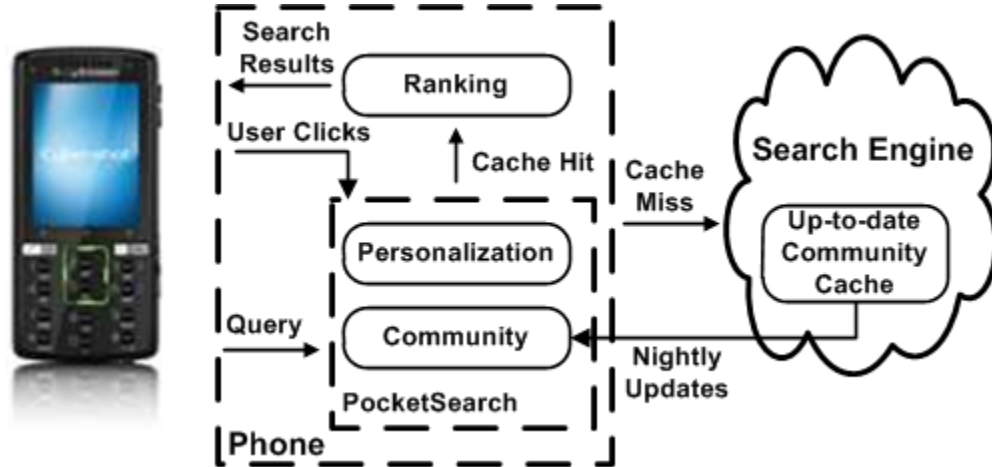 Search
Results
Ranking
User Clicks
Cache Hit
Personalization
Community
Query
PocketSearch
Phone
Cache
Miss
Search Engine
Up-to-date
Community
Cache
Nightly
Updates